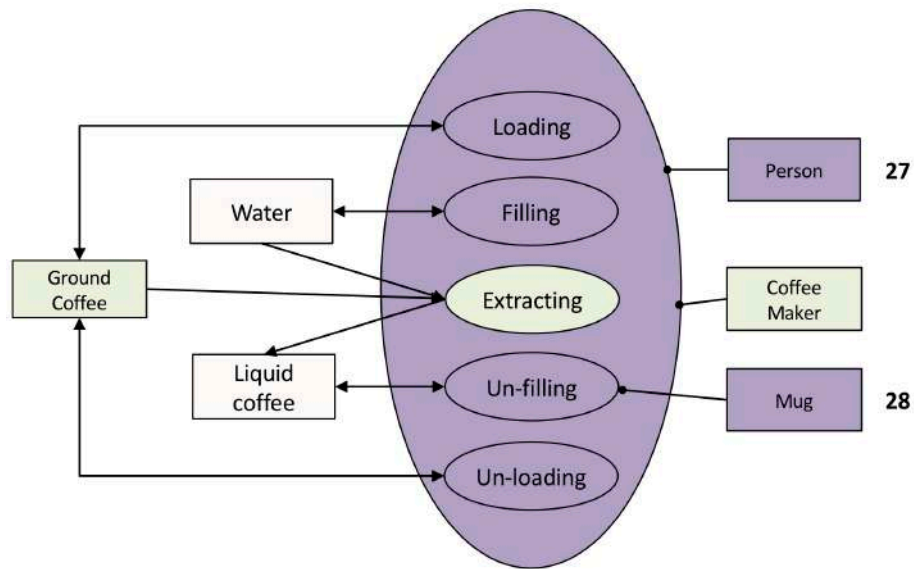 Loading
Person
27
Water
Filling
Ground
Coffee
Extracting
Coffee
Maker
Liquid
coffee
Un-filling
Mug
28
Un-loading